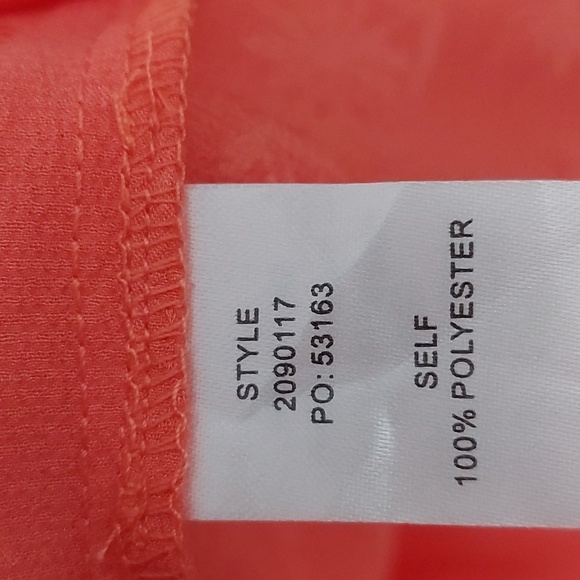 STYLE
2090117
PO: 53163
SELF
100% POLYESTER